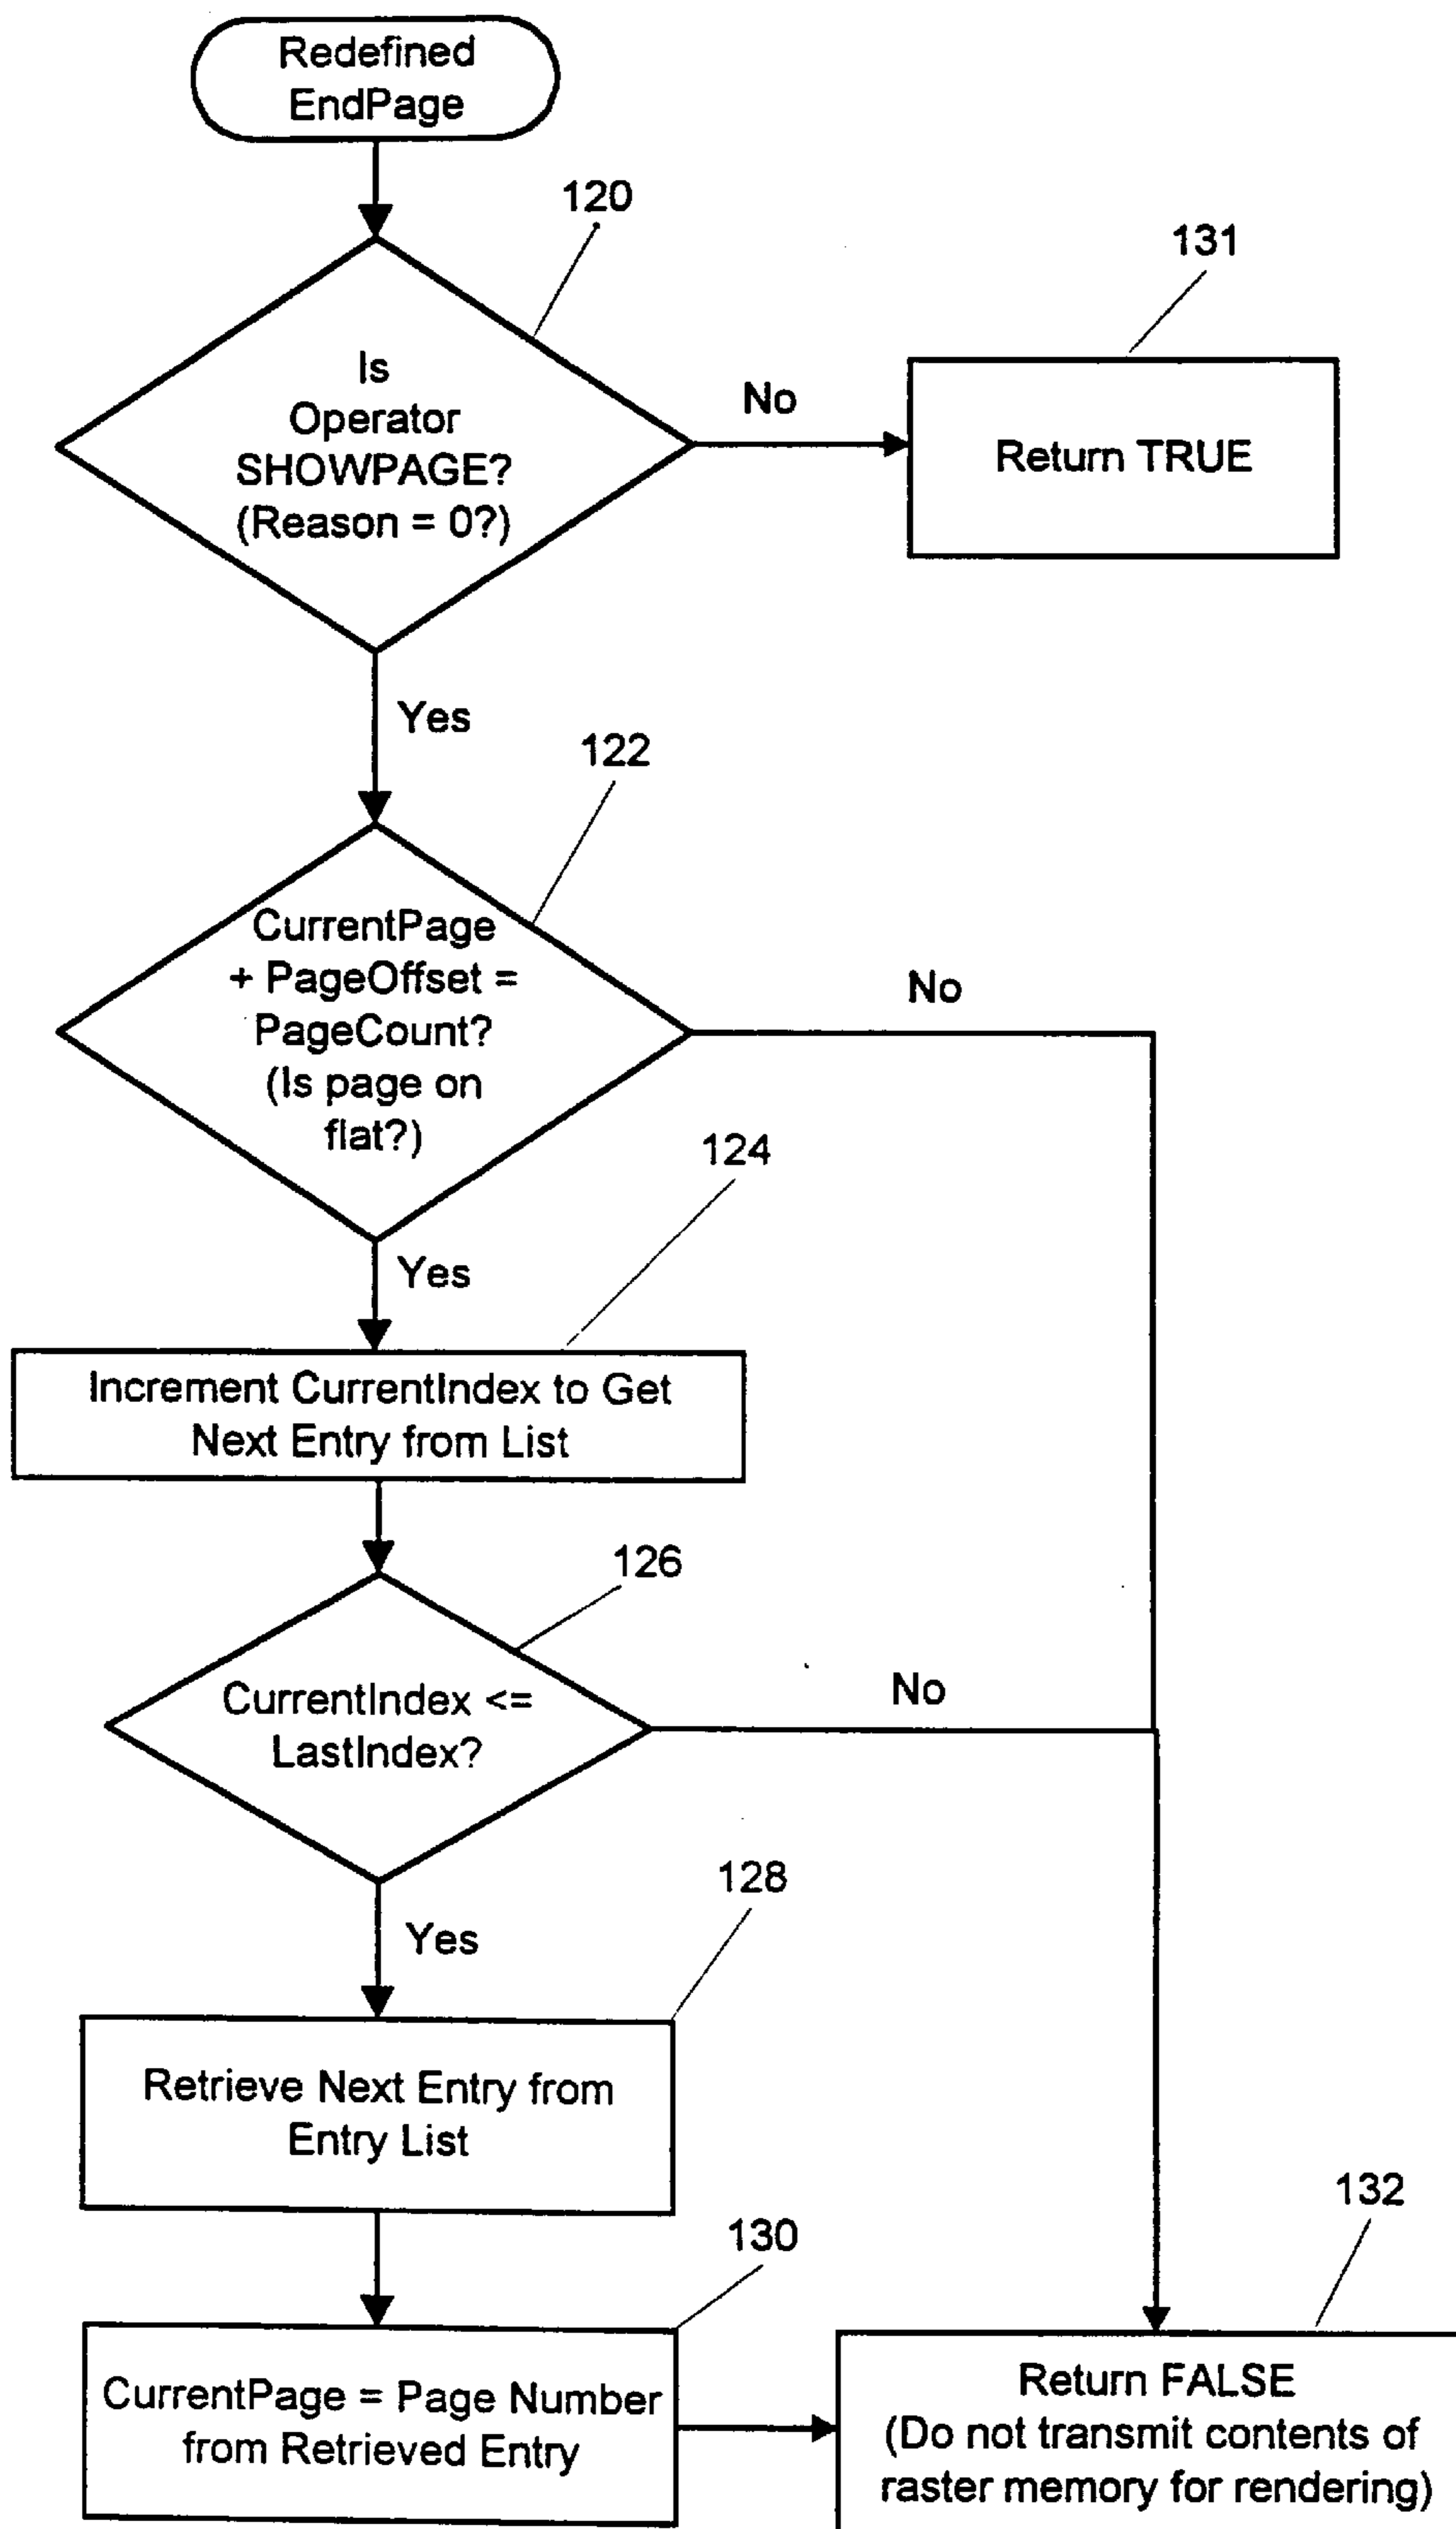 Redefined
EndPage
120
131
Is
Operator
SHOWPAGE?
(Reason = 0?)
No
Return TRUE
Yes
122
CurrentPage
+ PageOffset =
PageCount?
(Is page on
flat?)
No
124
Yes
Increment CurrentIndex to Get
Next Entry from List
126
CurrentIndex <=
LastIndex?
No
128
Yes
Retrieve Next Entry from
Entry List
130
132
CurrentPage = Page Number
from Retrieved Entry
Return FALSE
(Do not transmit contents of
raster memory for rendering)